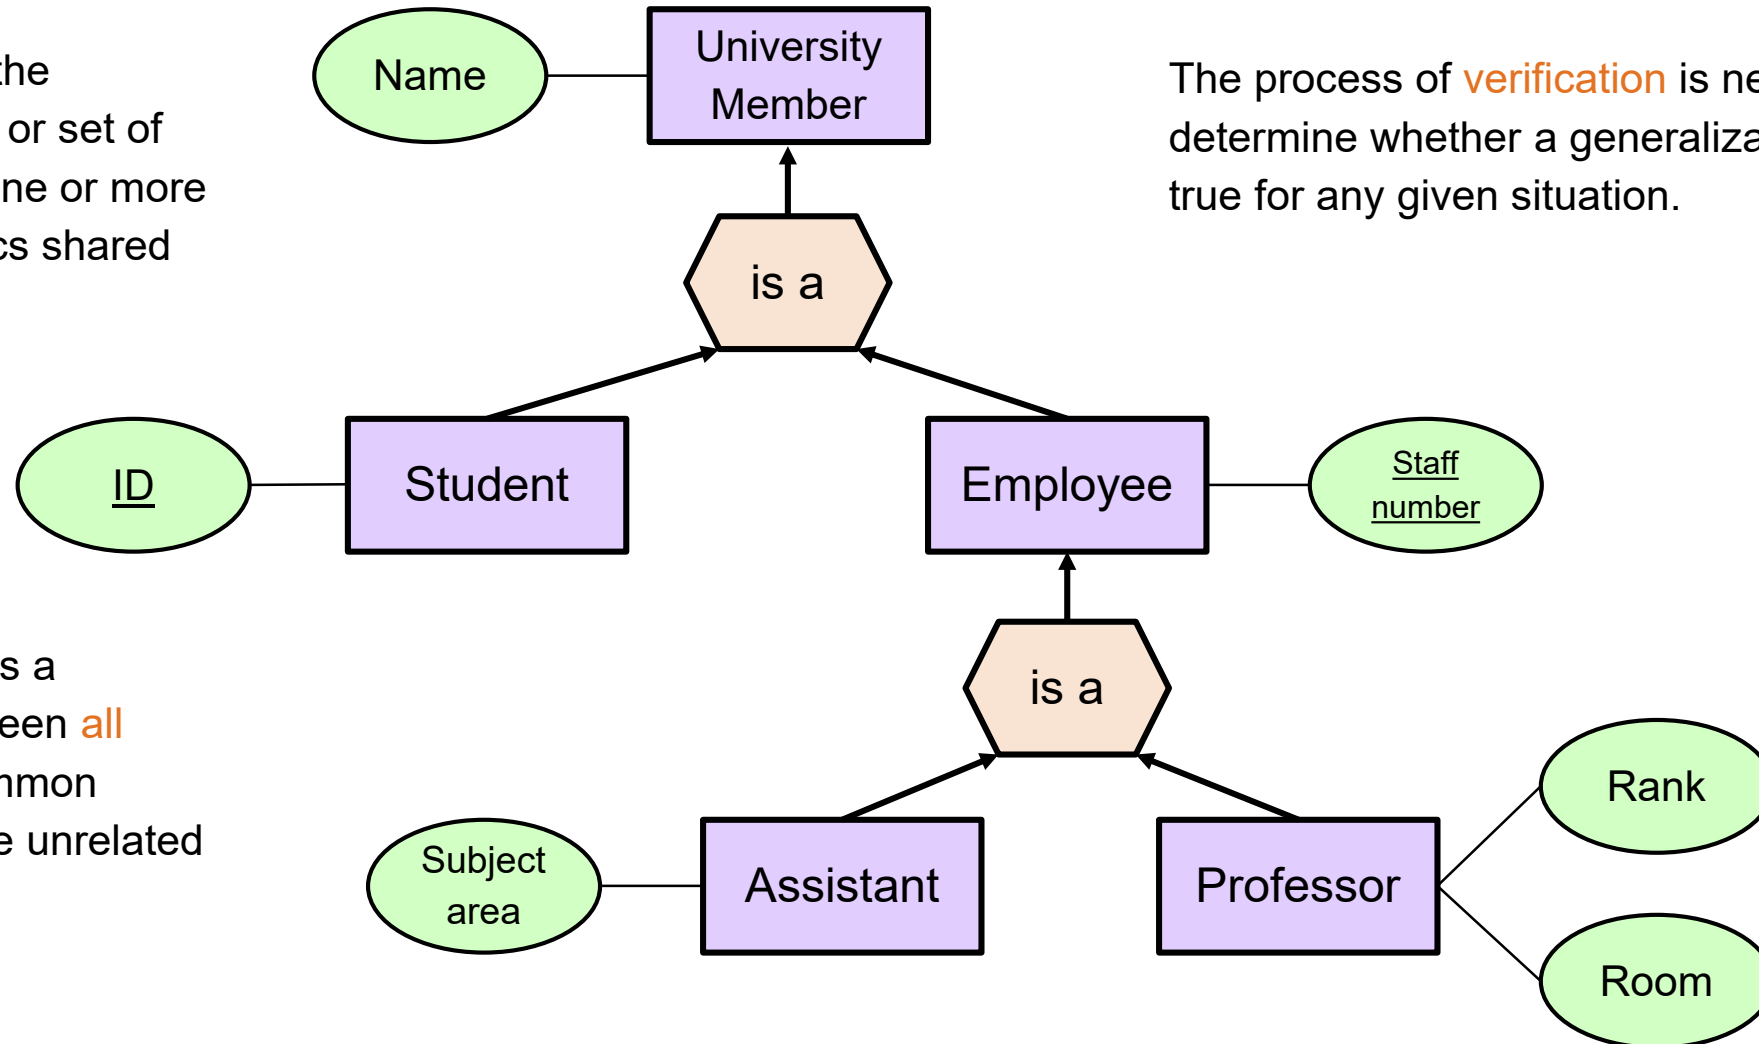 the
or set of
ne or more
cs shared
Name
University
Member
The process of verification is ne
determine whether a generaliza
true for any given situation.
is a
ID
Student
Employee
Staff
number
s a
een all
mmon
e unrelated
is a
Subject
area
Assistant
Professor
Rank
Room